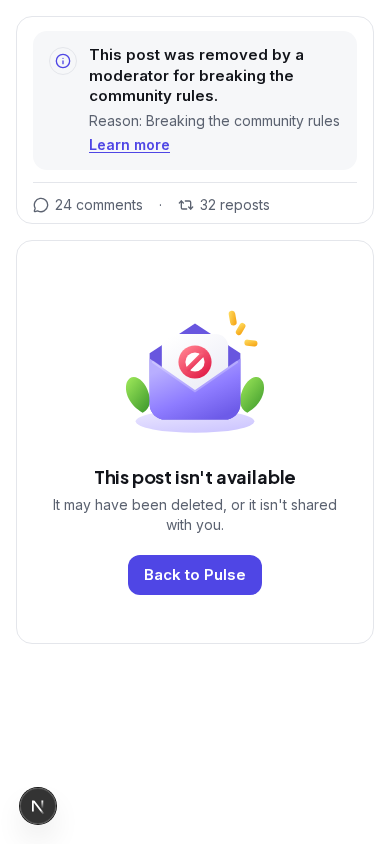 This post was removed by a
moderator for breaking the
community rules.
Reason: Breaking the community rules
Learn more
24 comments · 32 reposts
This post isn't available
It may have been deleted, or it isn't shared
with you.
Back to Pulse
N